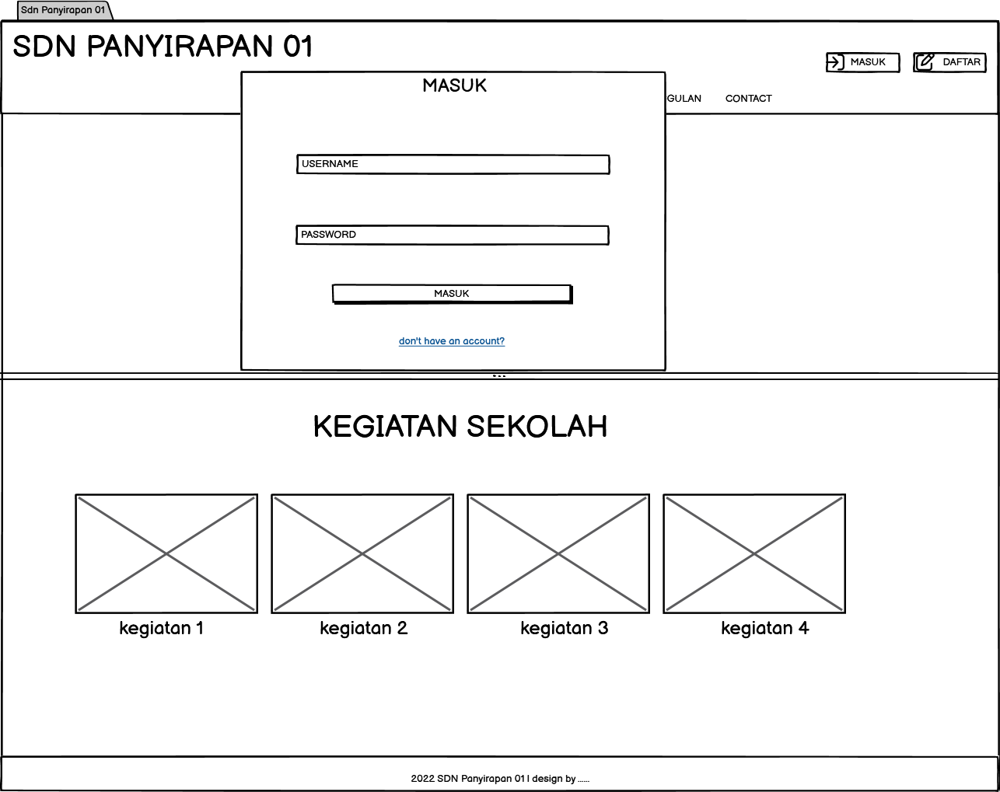 Sdn Panyirapan 01
SDN PANYIRAPAN 01
MASUK
DAFTAR
GULAN
CONTACT
MASUK
USERNAME
PASSWORD
MASUK
don't have an account?
KEGIATAN SEKOLAH
kegiatan 1
kegiatan 2
kegiatan 3
kegiatan 4
2022 SDN Panyirapan 01 | design by ......